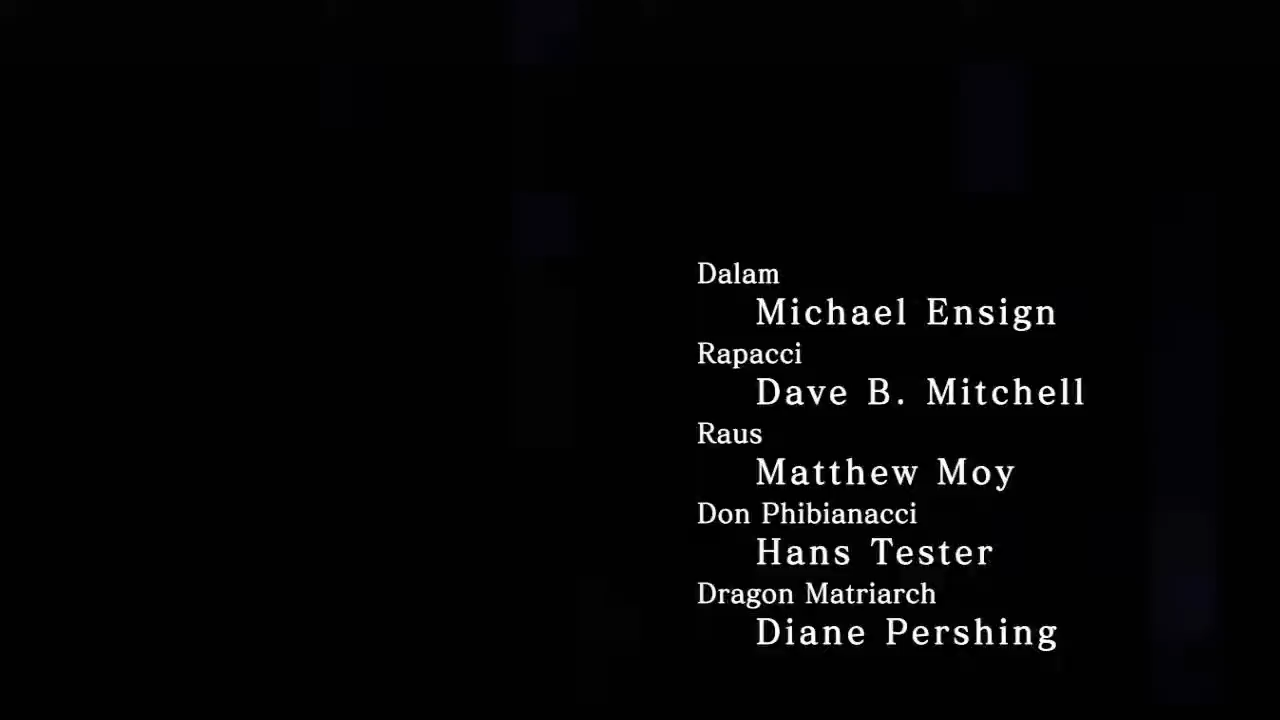 Dalam
Michael Ensign
Rapacci
Dave B. Mitchell
Raus
Matthew Moy
Don Phibianacci
Hans Tester
Dragon Matriarch
Diane Pershing